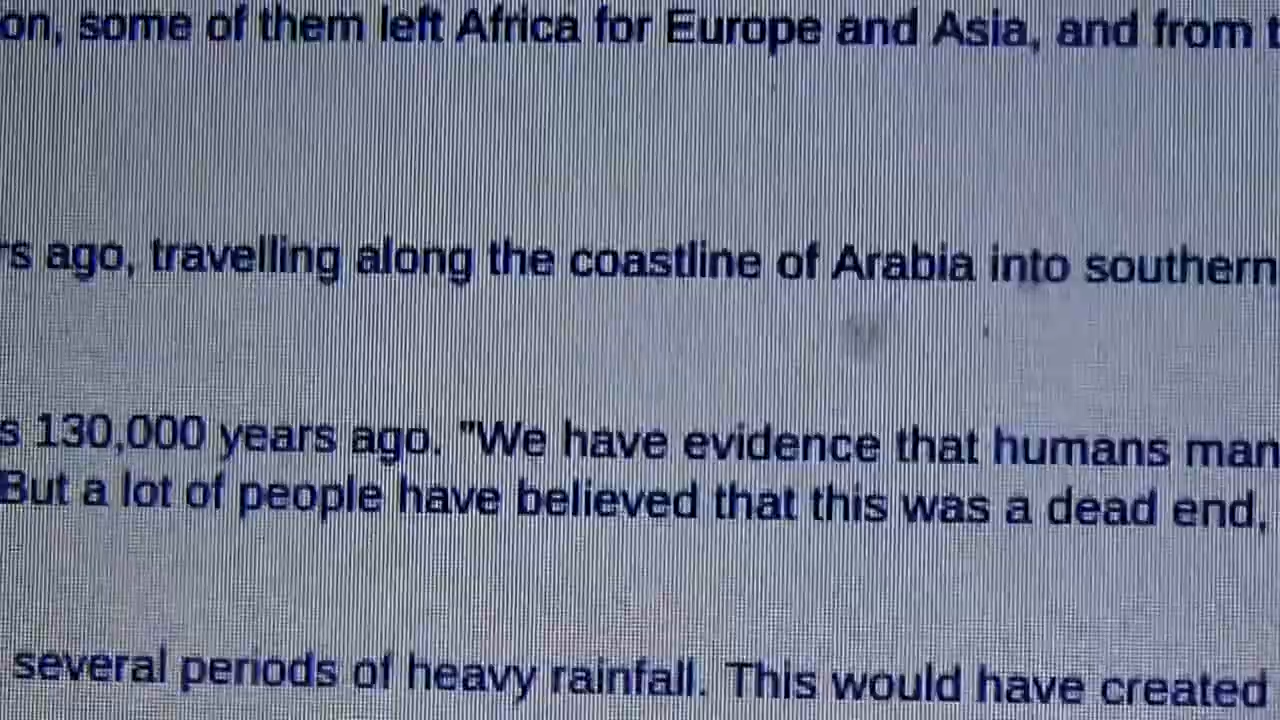 on, some of them left Africa for Europe and Asia, and from
s ago, travelling along the coastline of Arabia into southern
s 130,000 years ago. "We have evidence that humans man
But a lot of people have believed that this was a dead end,
several periods of heavy rainfall. This would have created